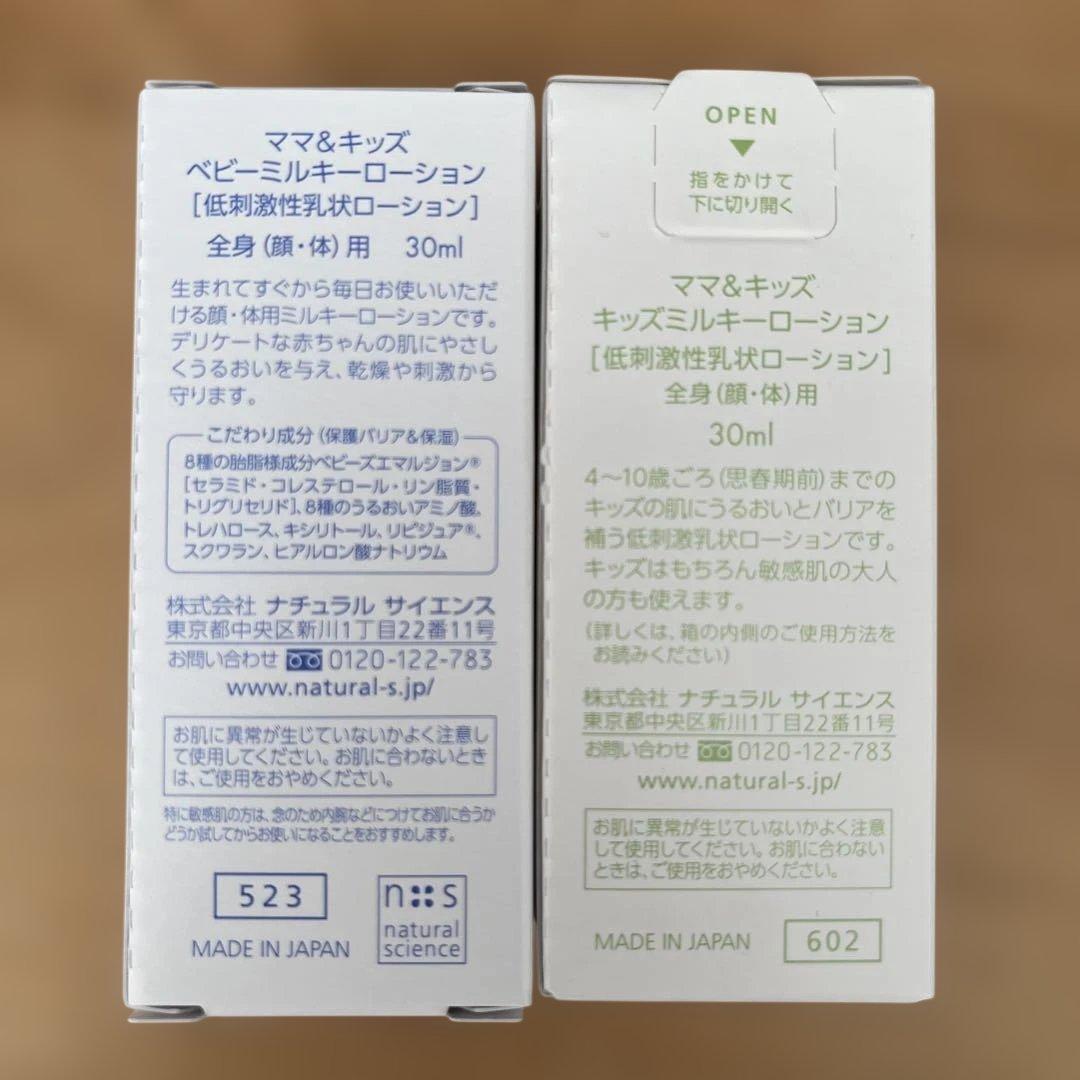 ママ&キッズ
ベビーミルキーローション
[低刺激性乳状ローション]
全身(顔・体)用 30ml
生まれてすぐから毎日お使いいただ
ける顔・体用ミルキーローションです。
デリケートな赤ちゃんの肌にやさし
くうるおいを与え、乾燥や刺激から
守ります。
こだわり成分(保護バリア&保湿)
8種の胎脂様成分ベビーズエマルジョン®
[セラミド・コレステロール・リン脂質・
トリグリセリド]、8種のうるおいアミノ酸、
トレハロース、キシリトール、リピジュア®、
スクワラン、ヒアルロン酸ナトリウム
株式会社 ナチュラル サイエンス
東京都中央区新川1丁目22番11号
お問い合わせ 0120-122-783
www.natural-s.jp/
お肌に異常が生じていないかよく注意し
て使用してください。お肌に合わないとき
は、ご使用をおやめください。
特に敏感肌の方は、念のため内腕などにつけてお肌に合うか
どうか試してからお使いになることをおすすめします。
523
MADE IN JAPAN
n::s
natural
science
OPEN
▼
指をかけて
下に切り開く
ママ&キッズ
キッズミルキーローション
[低刺激性乳状ローション]
全身(顔・体)用
30ml
4〜10歳ごろ(思春期前)までの
キッズの肌にうるおいとバリアを
補う低刺激乳状ローションです。
キッズはもちろん敏感肌の大人
の方も使えます。
(詳しくは、箱の内側のご使用方法を
お読みください)
株式会社 ナチュラル サイエンス
東京都中央区新川1丁目22番11号
お問い合わせ 0120-122-783
www.natural-s.jp/
お肌に異常が生じていないかよく注意
して使用してください。お肌に合わない
ときは、ご使用をおやめください。
MADE IN JAPAN 602